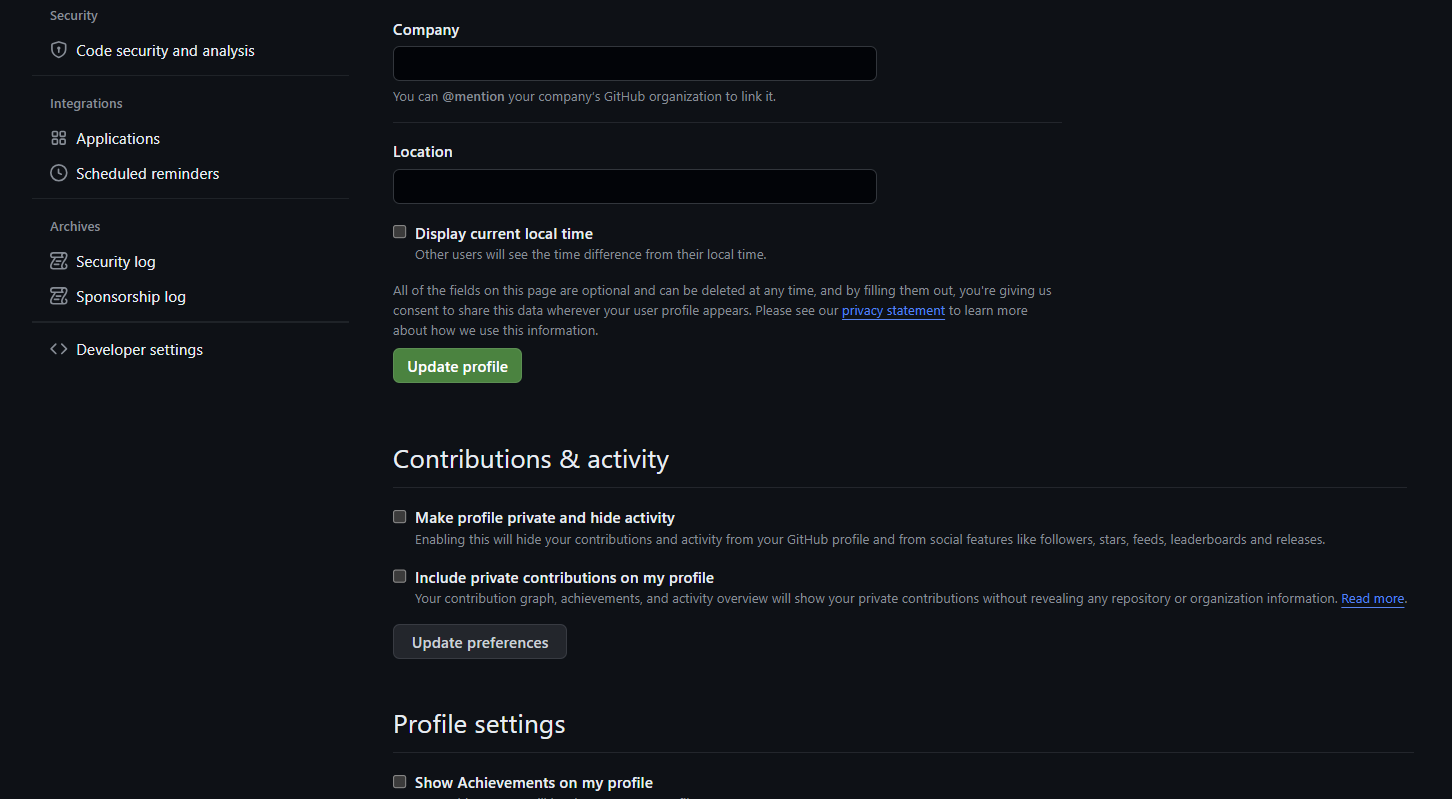 Security
Code security and analysis
Integrations
Applications
Scheduled reminders
Archives
Security log
Sponsorship log
Developer settings
Company
You can @mention your company's GitHub organization to link it.
Location
Display current local time
Other users will see the time difference from their local time.
All of the fields on this page are optional and can be deleted at any time, and by filling them out, you're giving us
consent to share this data wherever your user profile appears. Please see our privacy statement to learn more
about how we use this information.
Update profile
Contributions & activity
Make profile private and hide activity
Enabling this will hide your contributions and activity from your GitHub profile and from social features like followers, stars, feeds, leaderboards and releases.
Include private contributions on my profile
Your contribution graph, achievements, and activity overview will show your private contributions without revealing any repository or organization information. Read more.
Update preferences
Profile settings
Show Achievements on my profile